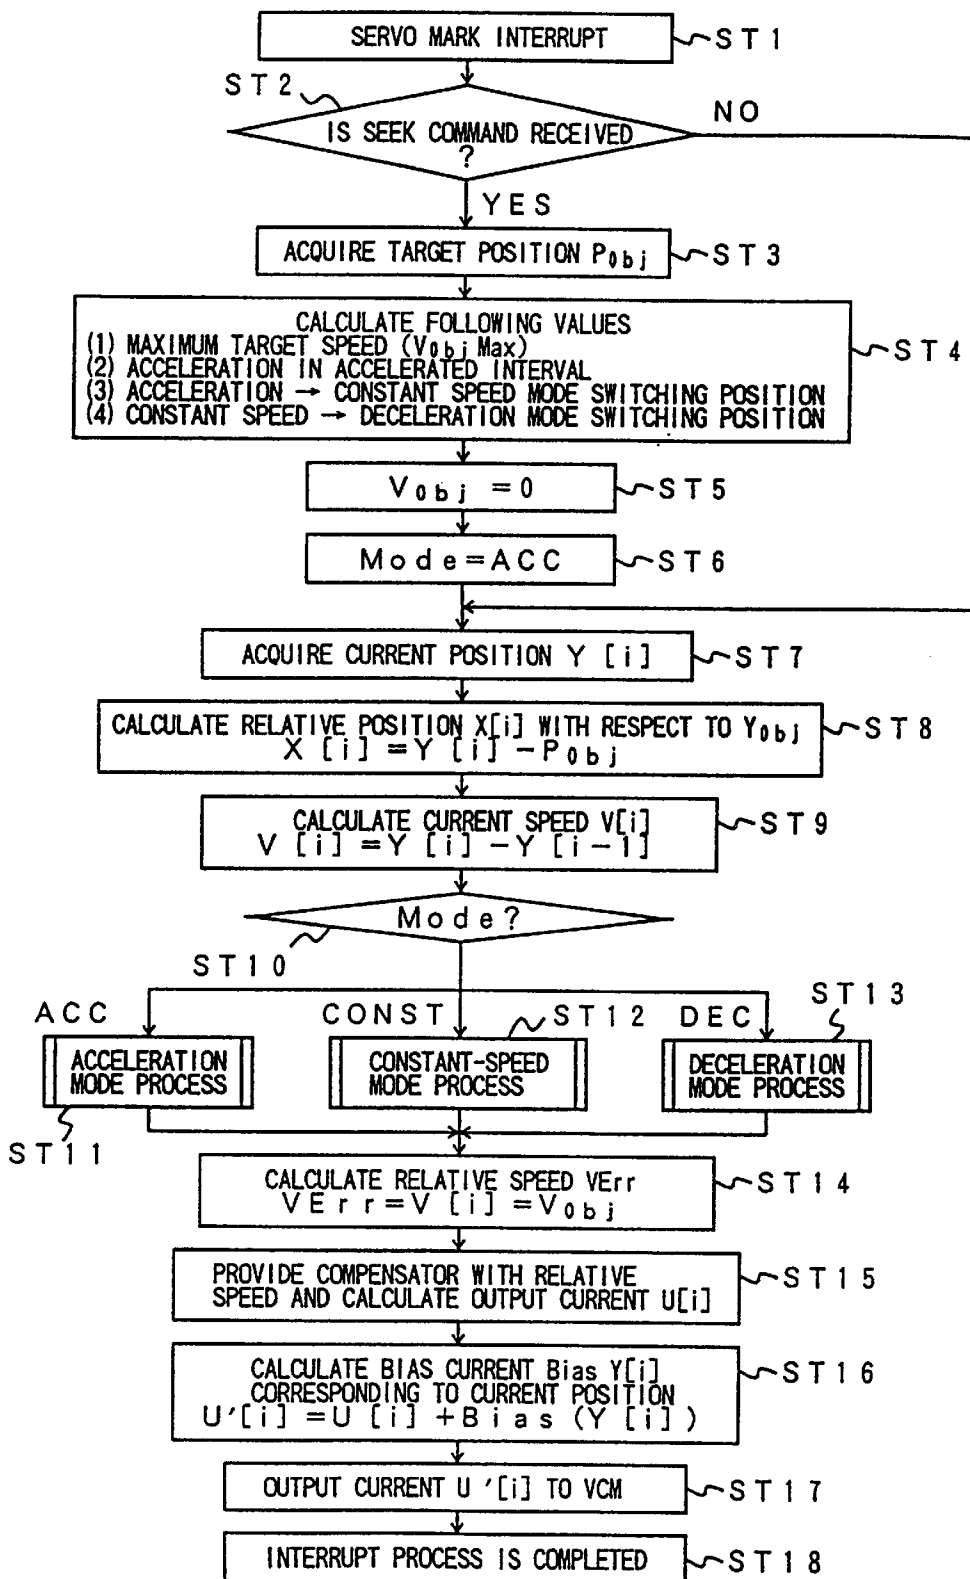 SERVO MARK INTERRUPT
ST1
ST2
IS SEEK COMMAND RECEIVED
?
NO
YES
ACQUIRE TARGET POSITION Pobj
ST3
CALCULATE FOLLOWING VALUES
(1) MAXIMUM TARGET SPEED (Vobj Max)
(2) ACCELERATION IN ACCELERATED INTERVAL
(3) ACCELERATION → CONSTANT SPEED MODE SWITCHING POSITION
(4) CONSTANT SPEED → DECELERATION MODE SWITCHING POSITION
ST4
Vobj =0
ST5
Mode=ACC
ST6
ACQUIRE CURRENT POSITION Y [i]
ST7
CALCULATE RELATIVE POSITION X[i] WITH RESPECT TO Yobj
X [i] =Y [i] -Pobj
ST8
CALCULATE CURRENT SPEED V[i]
V [i] =Y [i] -Y [i-1]
ST9
Mode?
ST10
ACC
CONST
ST12
DEC
ST13
ACCELERATION
MODE PROCESS
CONSTANT-SPEED
MODE PROCESS
DECELERATION
MODE PROCESS
ST11
CALCULATE RELATIVE SPEED VErr
VErr=V [i] =Vobj
ST14
PROVIDE COMPENSATOR WITH RELATIVE
SPEED AND CALCULATE OUTPUT CURRENT U[i]
ST15
CALCULATE BIAS CURRENT Bias Y[i]
CORRESPONDING TO CURRENT POSITION
U'[i] =U [i] +Bias (Y [i] )
ST16
OUTPUT CURRENT U '[i] TO VCM
ST17
INTERRUPT PROCESS IS COMPLETED
ST18